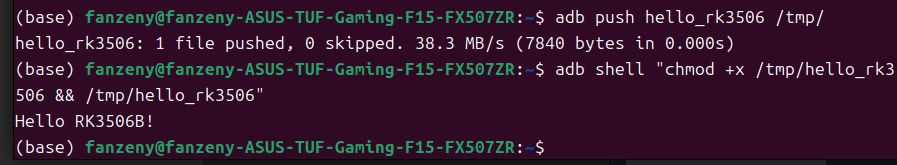 (base) fanzeny@fanzeny-ASUS-TUF-Gaming-F15-FX507ZR:~$ adb push hello_rk3506 /tmp/
hello_rk3506: 1 file pushed, 0 skipped. 38.3 MB/s (7840 bytes in 0.000s)
(base) fanzeny@fanzeny-ASUS-TUF-Gaming-F15-FX507ZR:~$ adb shell "chmod +x /tmp/hello_rk3
506 && /tmp/hello_rk3506"
Hello RK3506B!
(base) fanzeny@fanzeny-ASUS-TUF-Gaming-F15-FX507ZR:~$